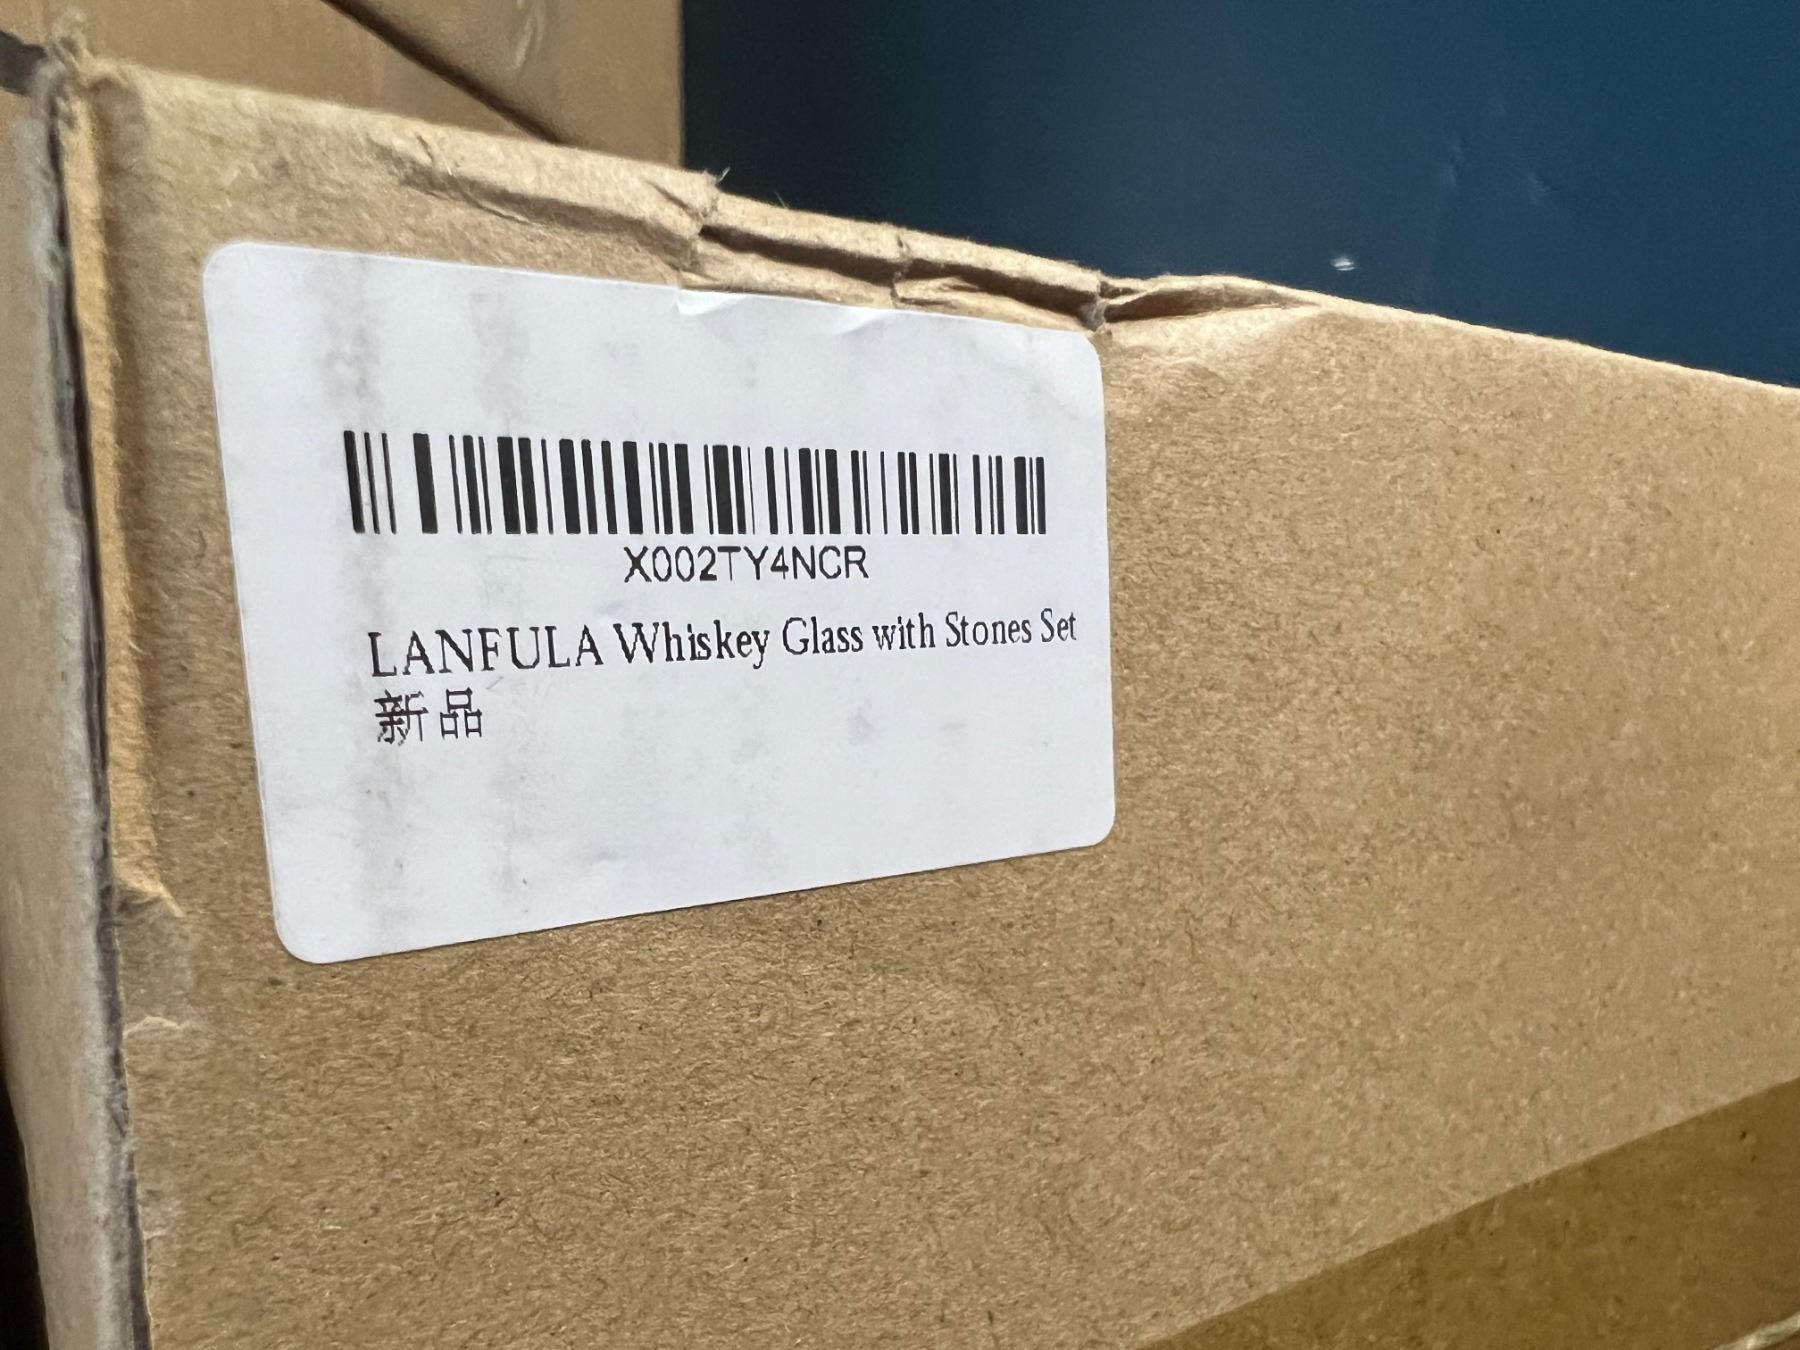 X002TY4NCR
LANFULA Whiskey Glass with Stones Set
新品